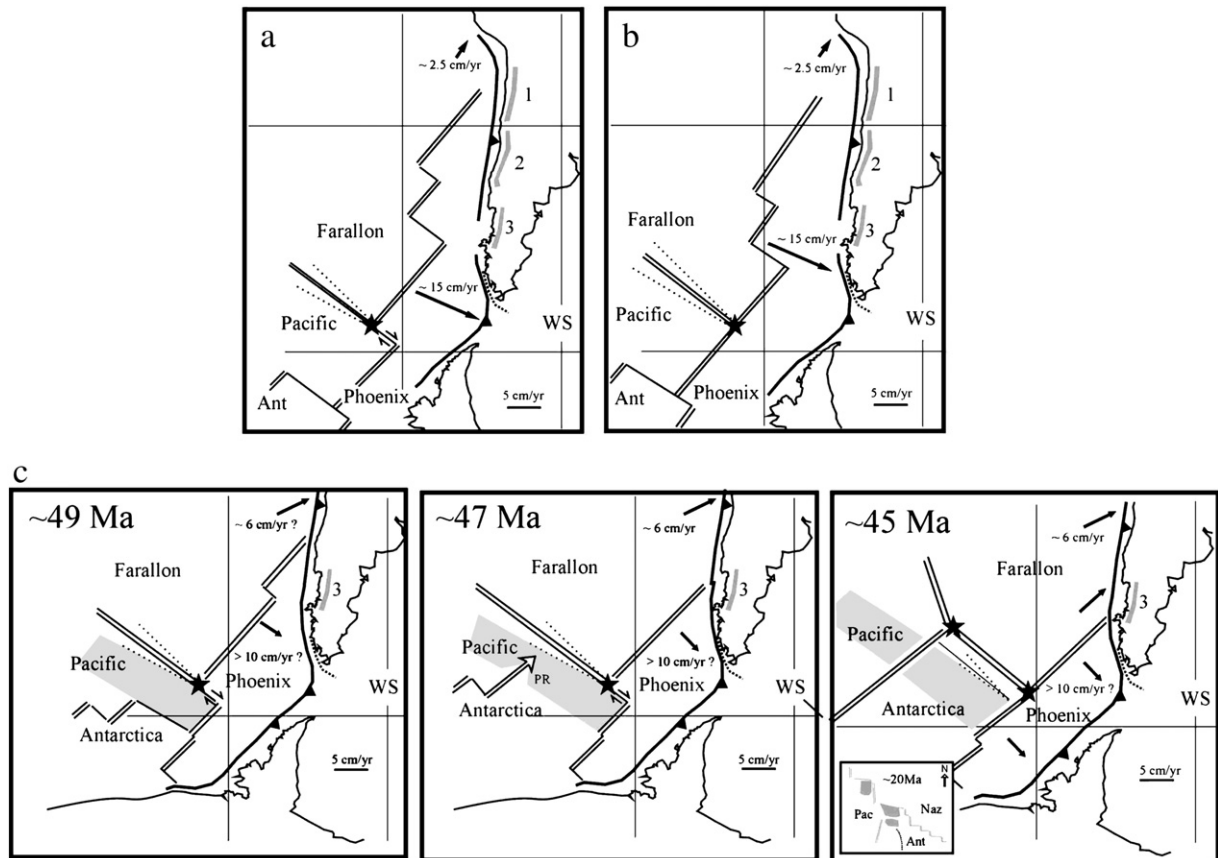 a
~ 2.5 cm/yr
1
2
3
Farallon
~ 15 cm/yr
Pacific
WS
Phoenix
Ant
5 cm/yr
b
~ 2.5 cm/yr
1
2
3
Farallon
~ 15 cm/yr
Pacific
WS
Phoenix
Ant
5 cm/yr
c
~49 Ma
~ 6 cm/yr ?
Farallon
3
Pacific
> 10 cm/yr ?
Phoenix
WS
Antarctica
5 cm/yr
~47 Ma
~ 6 cm/yr
Farallon
3
Pacific
PR
> 10 cm/yr ?
Phoenix
WS
Antarctica
5 cm/yr
~45 Ma
~ 6 cm/yr
Farallon
3
Pacific
> 10 cm/yr ?
Antarctica
Phoenix
WS
5 cm/yr
~20Ma
N
Pac
Naz
Ant